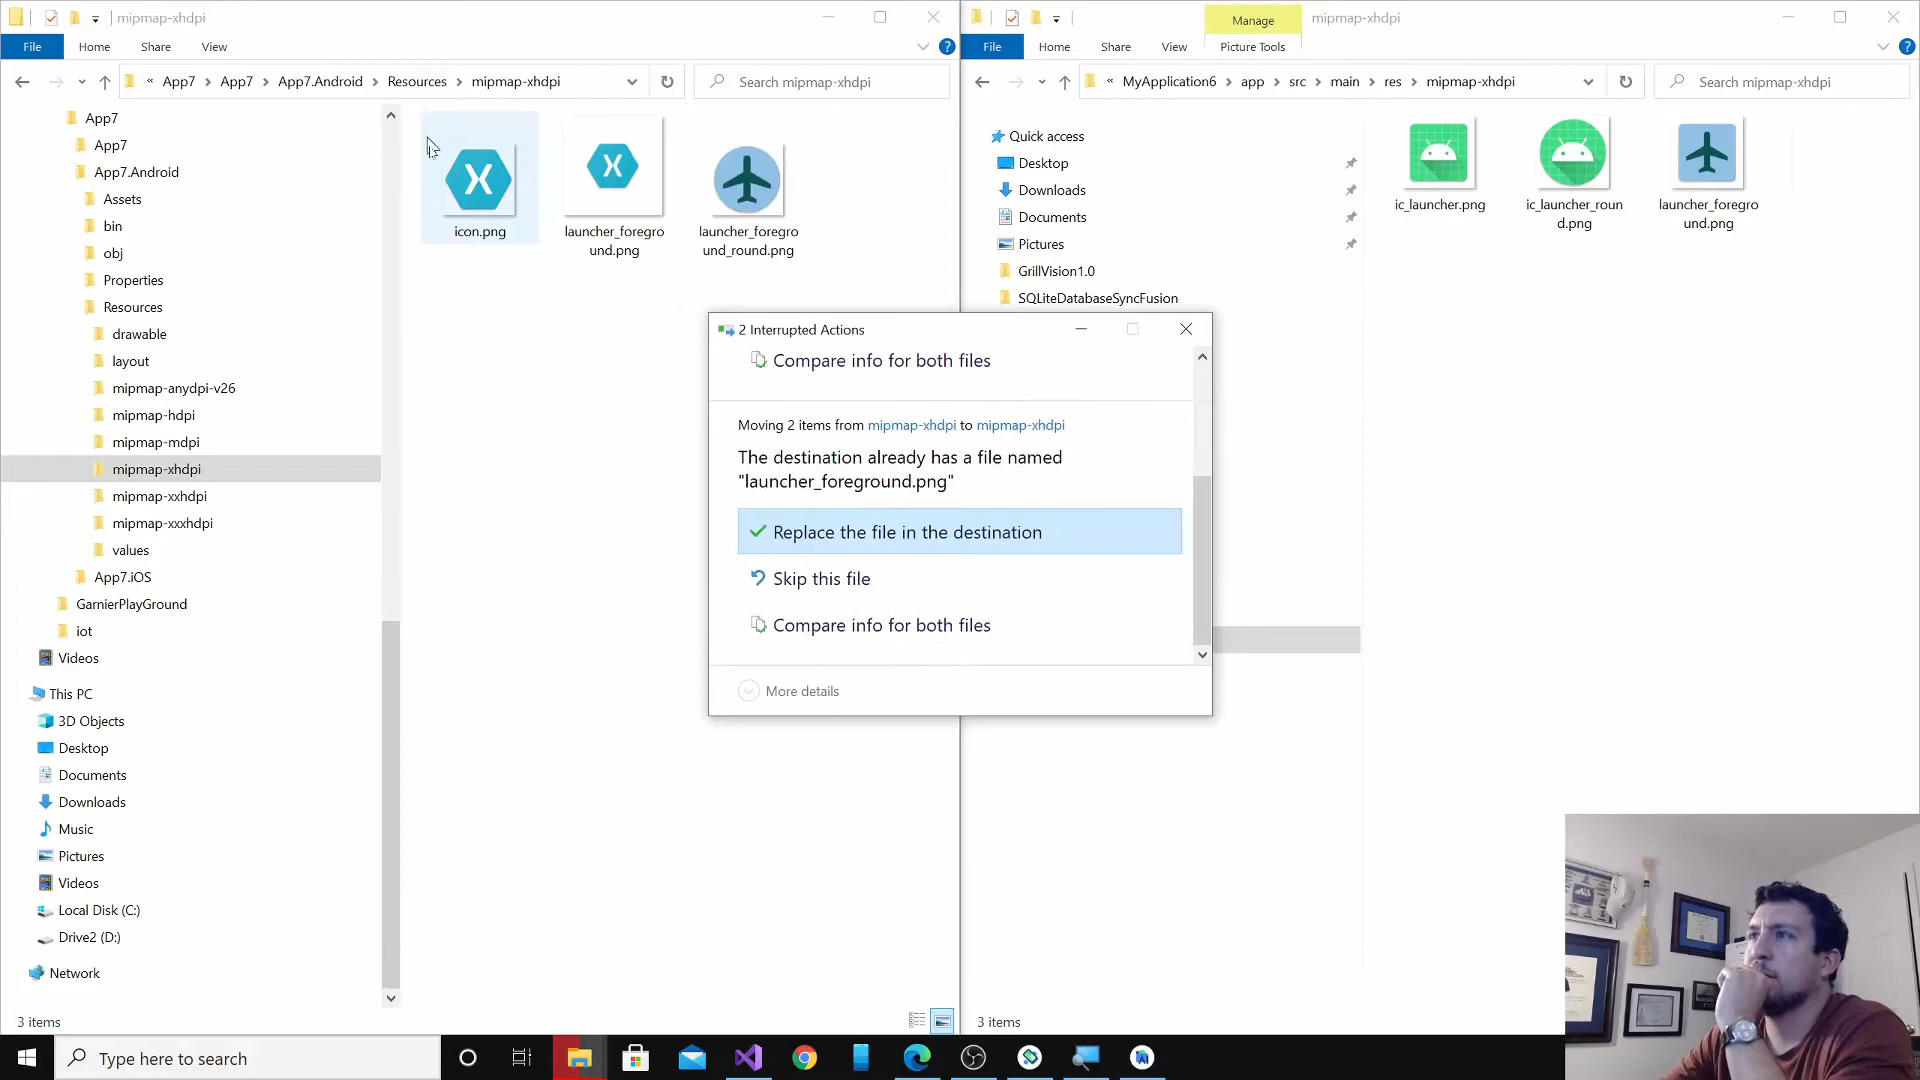 mipmap-xhdpi
File
Home
Share
View
« App7 > App7 > App7.Android > Resources > mipmap-xhdpi
Search mipmap-xhdpi
App7
App7
App7.Android
Assets
bin
obj
Properties
Resources
drawable
layout
mipmap-anydpi-v26
mipmap-hdpi
mipmap-mdpi
mipmap-xhdpi
mipmap-xxhdpi
mipmap-xxxhdpi
values
App7.iOS
GarnierPlayGround
iot
Videos
This PC
3D Objects
Desktop
Documents
Downloads
Music
Pictures
Videos
Local Disk (C:)
Drive2 (D:)
Network
icon.png
launcher_foregro
und.png
launcher_foregro
und_round.png
3 items
Manage
mipmap-xhdpi
File
Home
Share
View
Picture Tools
« MyApplication6 > app > src > main > res > mipmap-xhdpi
Search mipmap-xhdpi
Quick access
Desktop
Downloads
Documents
Pictures
GrillVision1.0
SQLiteDatabaseSyncFusion
ic_launcher.png
ic_launcher_roun
d.png
launcher_foregro
und.png
3 items
2 Interrupted Actions
Compare info for both files
Moving 2 items from mipmap-xhdpi to mipmap-xhdpi
The destination already has a file named
"launcher_foreground.png"
Replace the file in the destination
Skip this file
Compare info for both files
More details
Type here to search